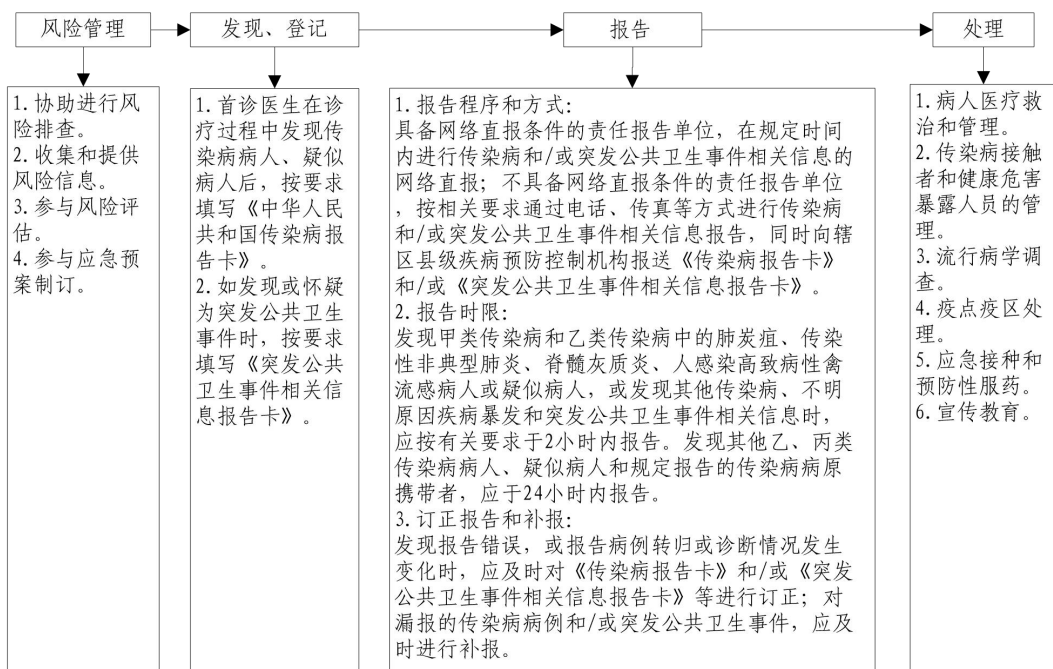 风险管理
发现、登记
报告
处理
1.协助进行风
险排查。
2.收集和提供
风险信息。
3.参与风险评
估。
4.参与应急预
案制订。
1.首诊医生在诊
疗过程中发现传
染病病人、疑似
病人后，按要求
填写《中华人民
共和国传染病报
告卡》。
2.如发现或怀疑
为突发公共卫生
事件时，按要求
填写《突发公共
卫生事件相关信
息报告卡》。
1.报告程序和方式：
具备网络直报条件的责任报告单位，在规定时间
内进行传染病和/或突发公共卫生事件相关信息的
网络直报；不具备网络直报条件的责任报告单位
，按相关要求通过电话、传真等方式进行传染病
和/或突发公共卫生事件相关信息报告，同时向辖
区县级疾病预防控制机构报送《传染病报告卡》
和/或《突发公共卫生事件相关信息报告卡》。
2.报告时限：
发现甲类传染病和乙类传染病中的肺炭疽、传染
性非典型肺炎、脊髓灰质炎、人感染高致病性禽
流感病人或疑似病人，或发现其他传染病、不明
原因疾病暴发和突发公共卫生事件相关信息时，
应按有关要求于2小时内报告。发现其他乙、丙类
传染病病人、疑似病人和规定报告的传染病病原
携带者，应于24小时内报告。
3.订正报告和补报：
发现报告错误，或报告病例转归或诊断情况发生
变化时，应及时对《传染病报告卡》和/或《突发
公共卫生事件相关信息报告卡》等进行订正；对
漏报的传染病病例和/或突发公共卫生事件，应及
时进行补报。
1.病人医疗救
治和管理。
2.传染病接触
者和健康危害
暴露人员的管
理。
3.流行病学调
查。
4.疫点疫区处
理。
5.应急接种和
预防性服药。
6.宣传教育。